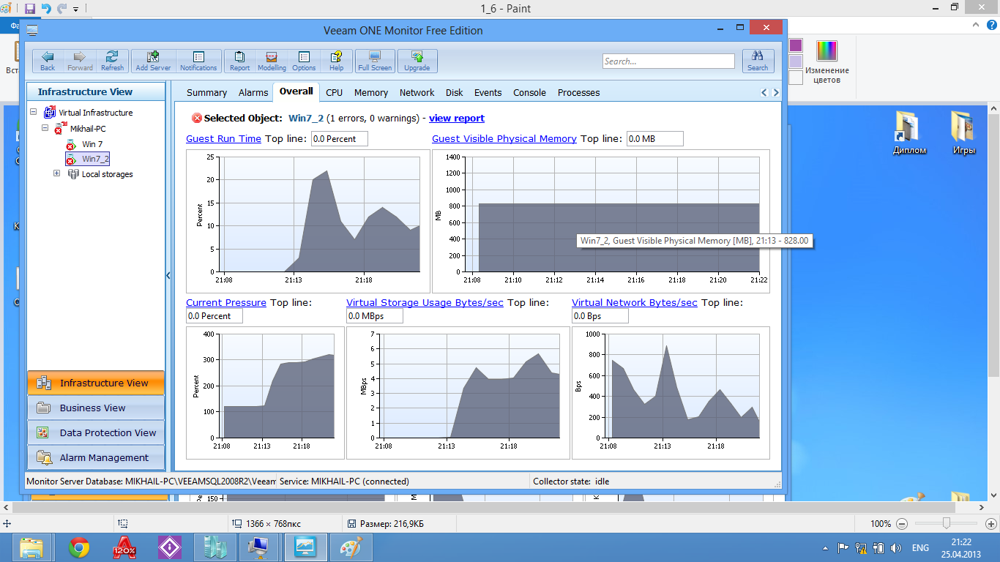 1_6 - Paint
Veeam ONE Monitor Free Edition
Back Forward Refresh Add Server Notifications Report Modelling Options Help Full Screen Upgrade Search... Search
Изменение
цветов
Infrastructure View
Summary Alarms Overall CPU Memory Network Disk Events Console Processes
Virtual Infrastructure
Mikhail-PC
Win 7
Win7_2
Local storages
Selected Object: Win7_2 (1 errors, 0 warnings) - view report
Guest Run Time Top line: 0.0 Percent
25
20
15
10
5
0
Percent
21:08 21:13 21:18
Guest Visible Physical Memory Top line: 0.0 MB
1400
1200
1000
800
600
400
200
0
MB
21:08 21:10 21:12 21:14 21:16 21:18 21:20 21:22
Win7_2, Guest Visible Physical Memory [MB], 21:13 - 828.00
Current Pressure Top line:
0.0 Percent
400
300
200
100
0
Percent
21:08 21:13 21:18
Virtual Storage Usage Bytes/sec Top line:
0.0 MBps
7
6
5
4
3
2
1
0
MBps
21:08 21:13 21:18
Virtual Network Bytes/sec Top line:
0.0 Bps
1000
800
600
400
200
0
Bps
21:08 21:13 21:18
Infrastructure View
Business View
Data Protection View
Alarm Management
Monitor Server Database: MIKHAIL-PC\VEEAMSQL2008R2\Veeam Service: MIKHAIL-PC (connected) Collector state: idle
Диплом
Игры
150
1366 × 768пкс
Размер: 216,9КБ
100%
120%
ENG
21:22
25.04.2013